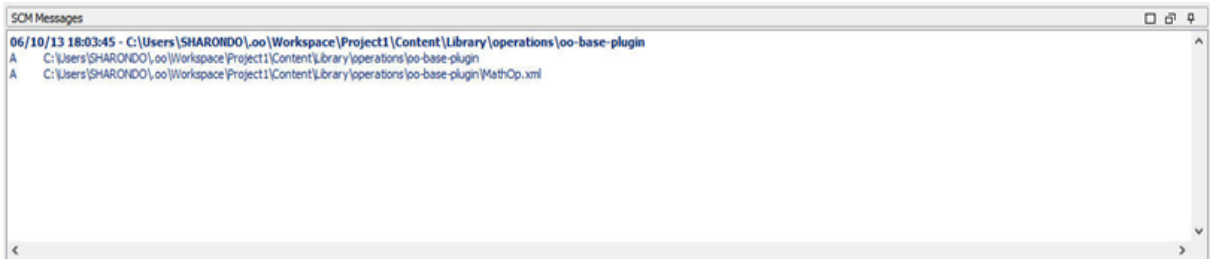 SCM Messages
06/10/13 18:03:45 - C:\Users\SHARONDO\.oo\Workspace\Project1\Content\Library\operations\oo-base-plugin
A C:\Users\SHARONDO\.oo\Workspace\Project1\Content\Library\operations\oo-base-plugin
A C:\Users\SHARONDO\.oo\Workspace\Project1\Content\Library\operations\oo-base-plugin\MathOp.xml